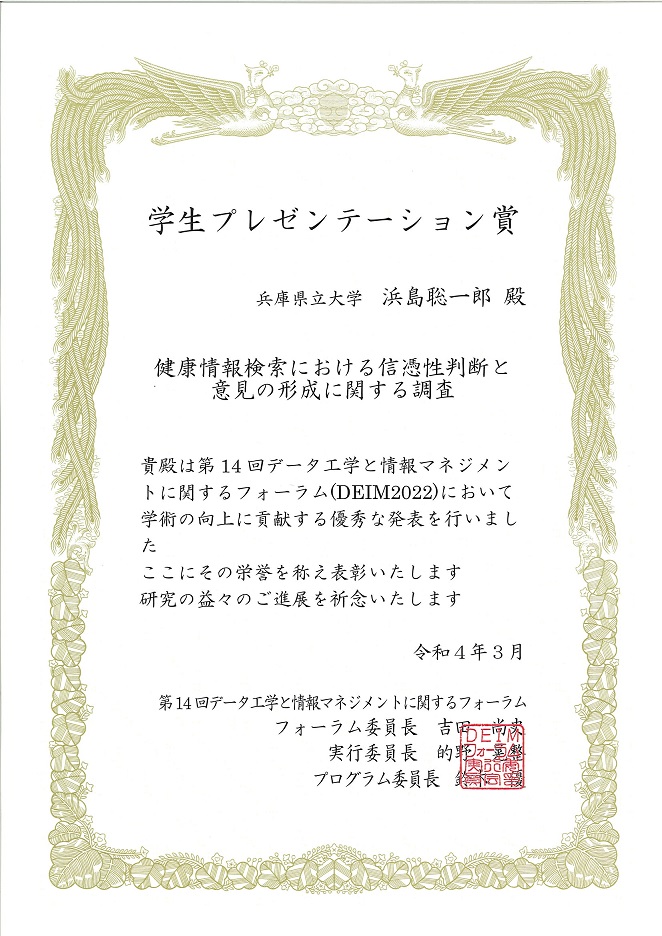 学生プレゼンテーション賞
兵庫県立大学 浜島聡一郎 殿
健康情報検索における信憑性判断と
意見の形成に関する調査
貴殿は第14回データ工学と情報マネジメン
トに関するフォーラム(DEIM2022)において
学術の向上に貢献する優秀な発表を行いまし
た
ここにその栄誉を称え表彰いたします
研究の益々のご進展を祈念いたします
令和4年3月
第14回データ工学と情報マネジメントに関するフォーラム
フォーラム委員長 吉田 尚史
実行委員長 的野 晃整
プログラム委員長 鈴木 優
DEIM